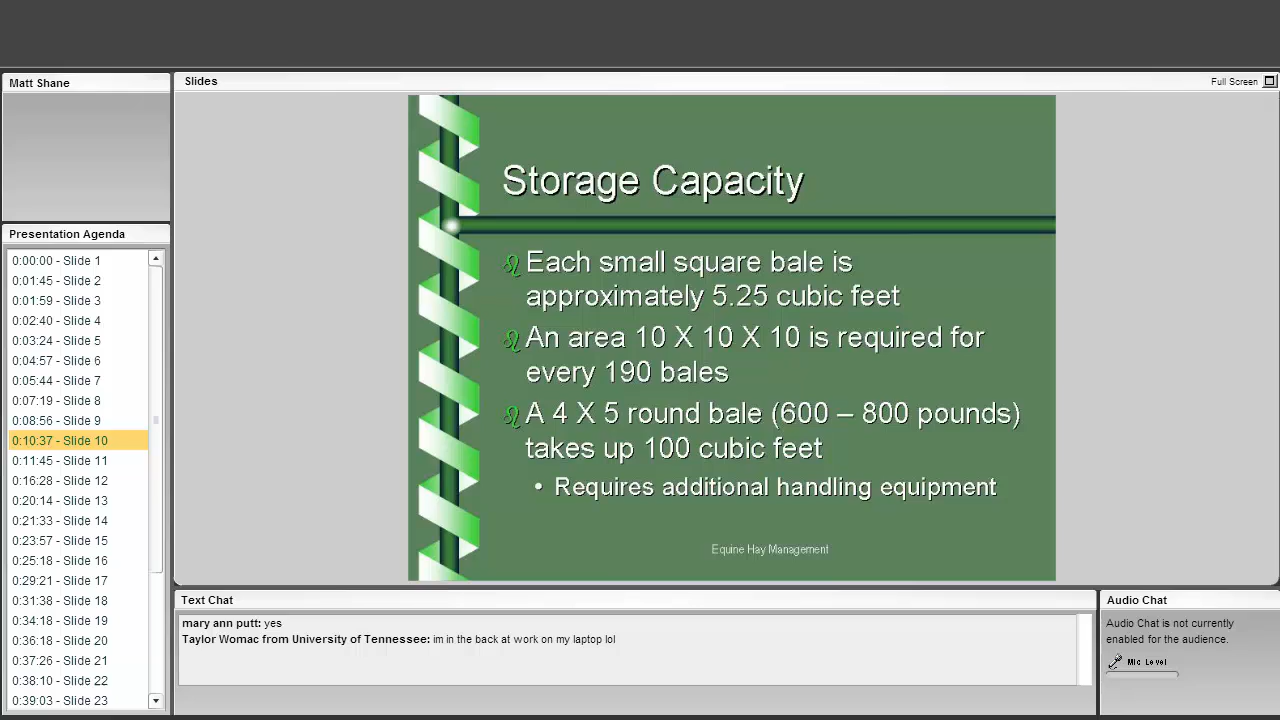 Matt Shane
Slides
Full Screen
Presentation Agenda
0:00:00 - Slide 1
0:01:45 - Slide 2
0:01:59 - Slide 3
0:02:40 - Slide 4
0:03:24 - Slide 5
0:04:57 - Slide 6
0:05:44 - Slide 7
0:07:19 - Slide 8
0:08:56 - Slide 9
0:10:37 - Slide 10
0:11:45 - Slide 11
0:16:28 - Slide 12
0:20:14 - Slide 13
0:21:33 - Slide 14
0:23:57 - Slide 15
0:25:18 - Slide 16
0:29:21 - Slide 17
0:31:38 - Slide 18
0:34:18 - Slide 19
0:36:18 - Slide 20
0:37:26 - Slide 21
0:38:10 - Slide 22
0:39:03 - Slide 23
Storage Capacity
Each small square bale is
approximately 5.25 cubic feet
An area 10 X 10 X 10 is required for
every 190 bales
A 4 X 5 round bale (600 – 800 pounds)
takes up 100 cubic feet
• Requires additional handling equipment
Equine Hay Management
Text Chat
mary ann putt: yes
Taylor Womac from University of Tennessee: im in the back at work on my laptop lol
Audio Chat
Audio Chat is not currently
enabled for the audience.
Mic Level